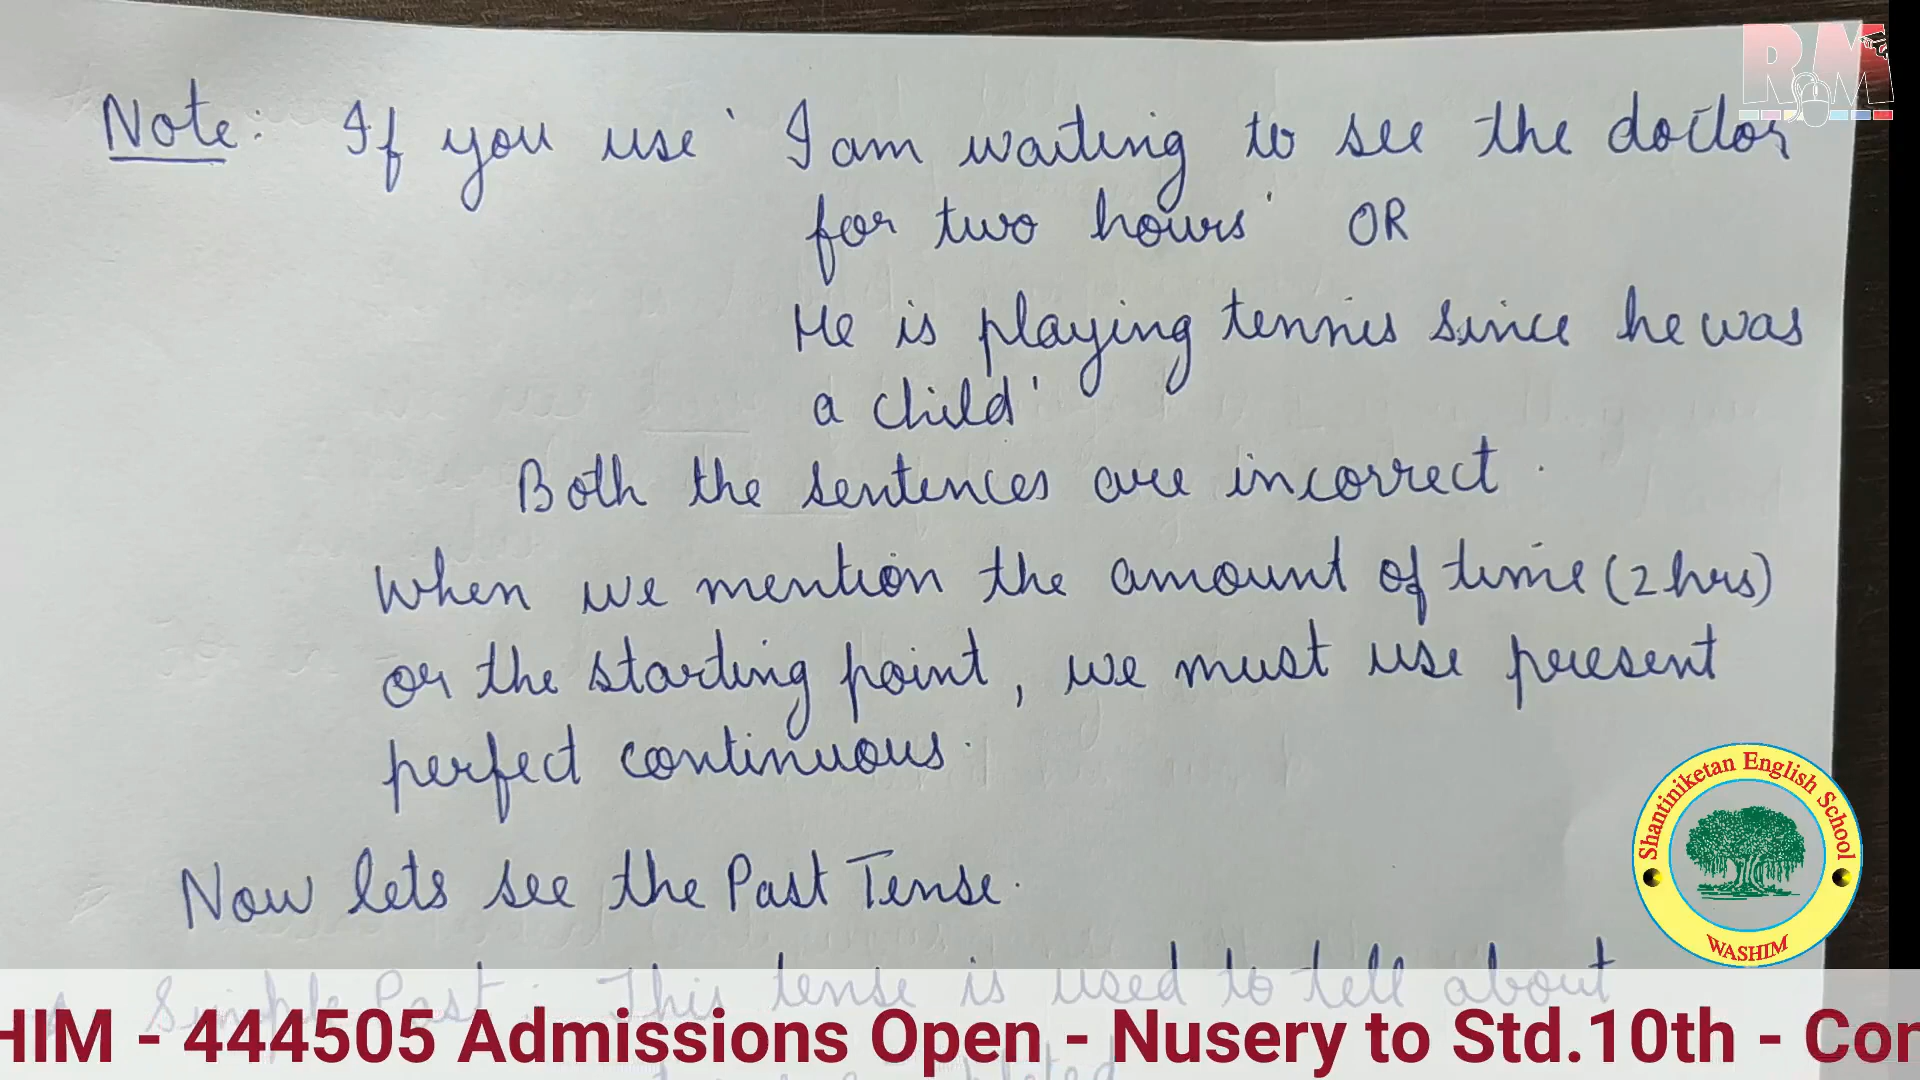 RM
Note: If you use ' I am waiting to see the doctor
for two hours' OR
He is playing tennis since he was
a child'
Both the sentences are incorrect.
When we mention the amount of time (2 hrs)
or the starting point, we must use present
perfect continuous.
Now lets see the Past Tense.
Shantiniketan English School
WASHIM
Simple Past: This tense is used to tell about
HIM - 444505 Admissions Open - Nusery to Std.10th - Con